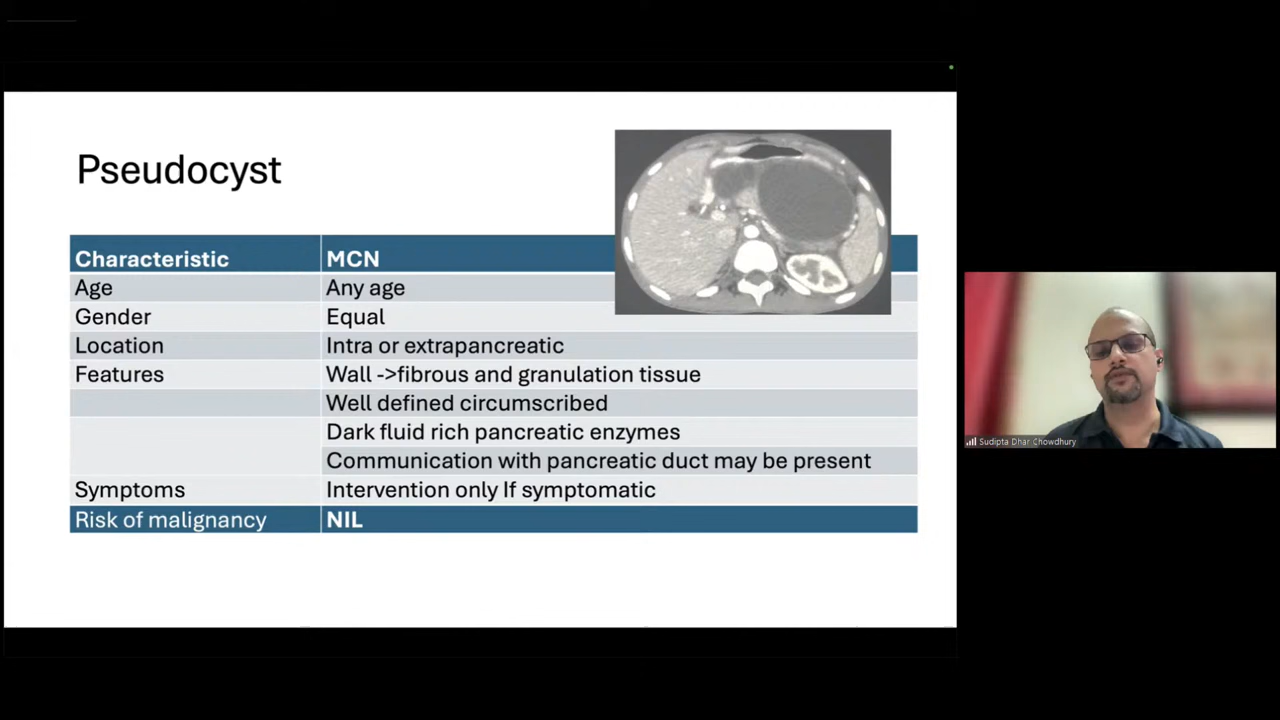 Pseudocyst
Characteristic MCN
Age Any age
Gender Equal
Location Intra or extrapancreatic
Features Wall ->fibrous and granulation tissue
Well defined circumscribed
Dark fluid rich pancreatic enzymes
Communication with pancreatic duct may be present
Symptoms Intervention only If symptomatic
Risk of malignancy NIL
Sudipta Dhar Chowdhury